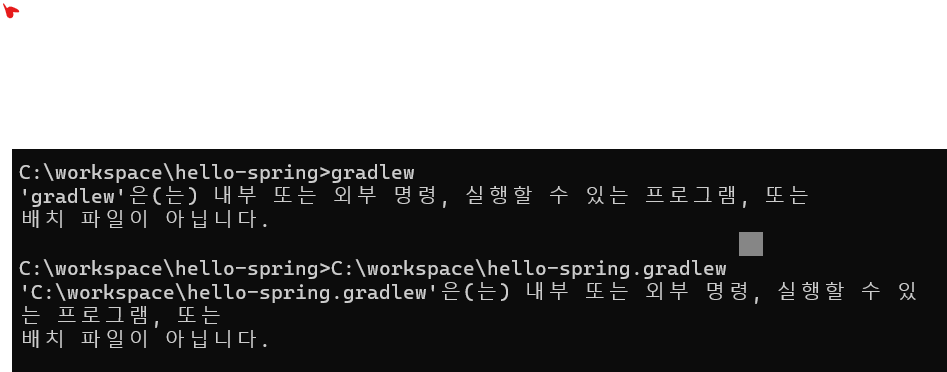 C:\workspace\hello-spring>gradlew
'gradlew'은(는) 내부 또는 외부 명령, 실행할 수 있는 프로그램, 또는
배치 파일이 아닙니다.
C:\workspace\hello-spring>C:\workspace\hello-spring.gradlew
'C:\workspace\hello-spring.gradlew'은(는) 내부 또는 외부 명령, 실행할 수 있
는 프로그램, 또는
배치 파일이 아닙니다.